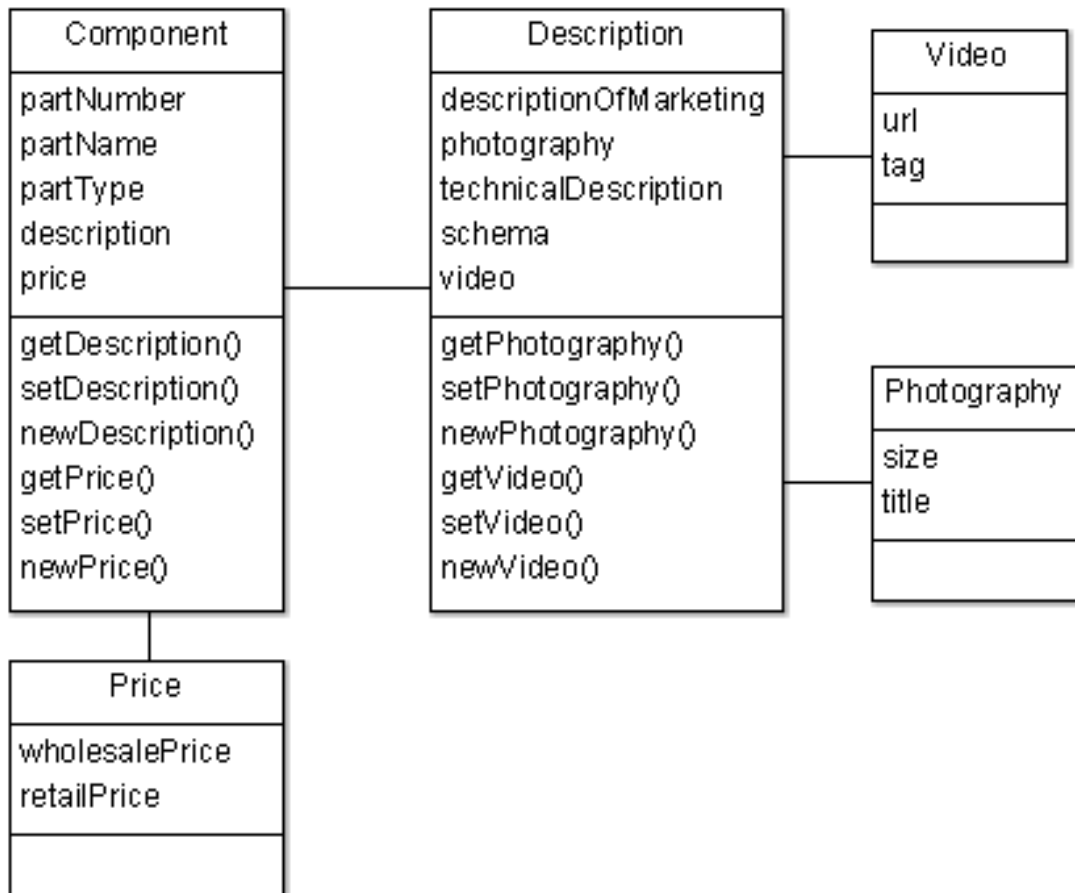 Component
partNumber
partName
partType
description
price
getDescription()
setDescription()
newDescription()
getPrice()
setPrice()
newPrice()
Description
descriptionOfMarketing
photography
technicalDescription
schema
video
getPhotography()
setPhotography()
newPhotography()
getVideo()
setVideo()
newVideo()
Video
url
tag
Photography
size
title
Price
wholesalePrice
retailPrice